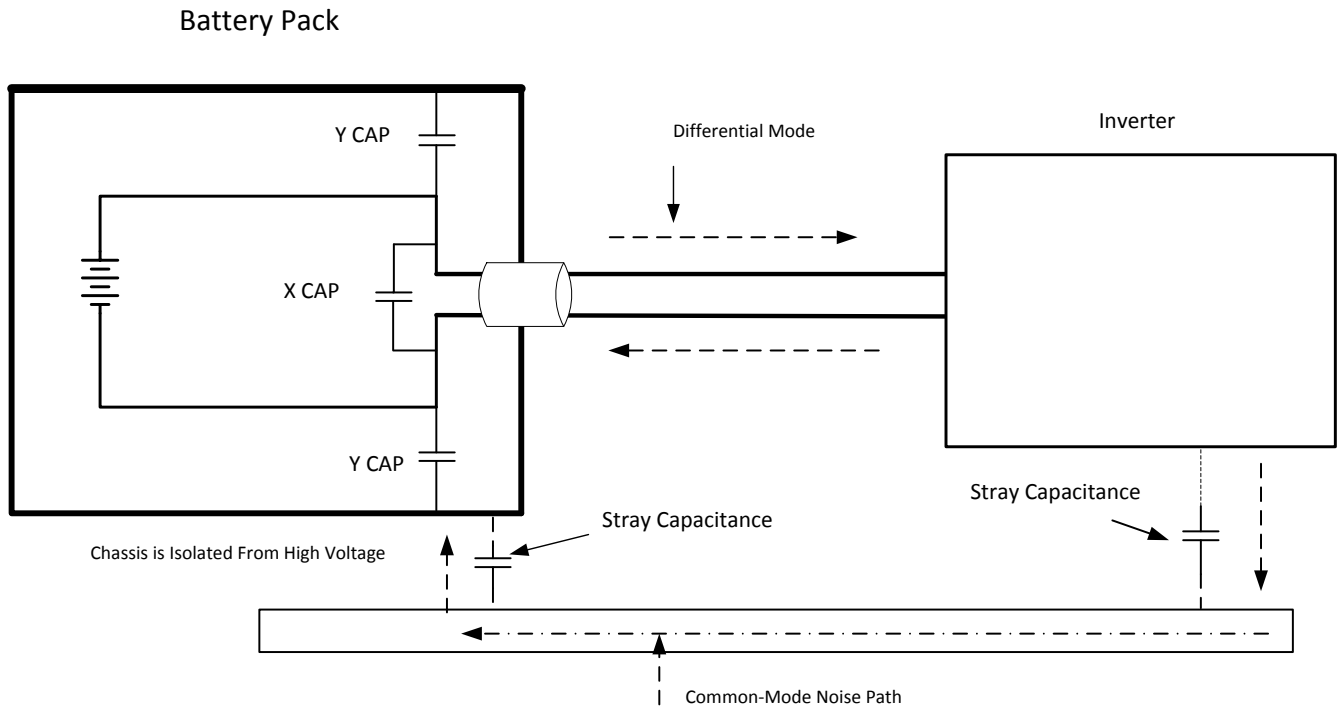 Battery Pack
Y CAP
Differential Mode
Inverter
X CAP
Y CAP
Stray Capacitance
Stray Capacitance
Chassis is Isolated From High Voltage
Common-Mode Noise Path